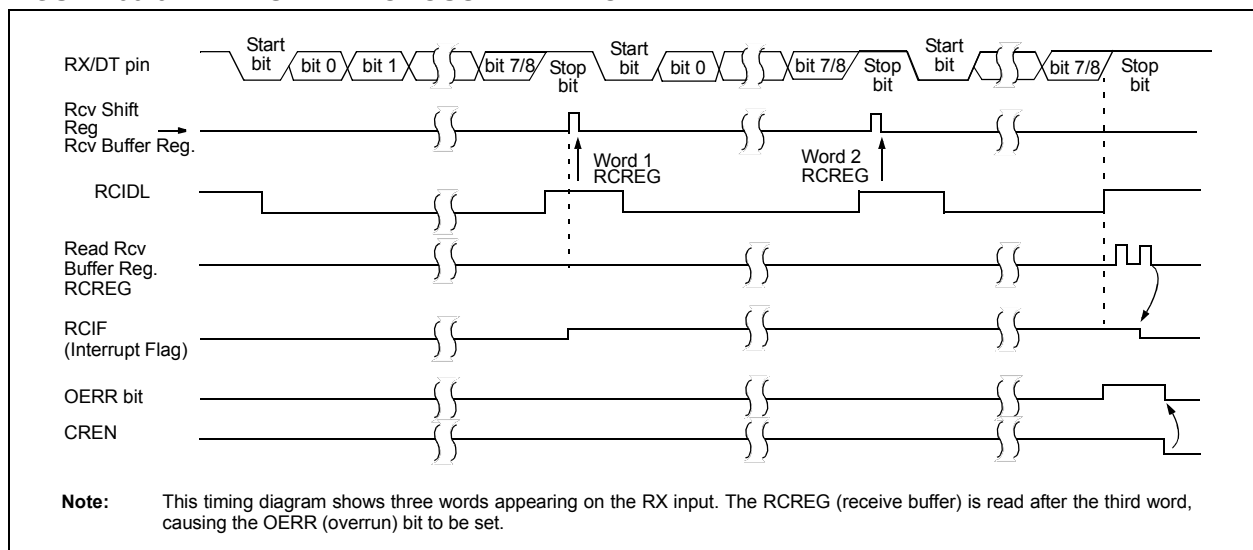 Start bit
bit 0
bit 1
bit 7/8
Stop bit
Start bit
bit 0
bit 7/8
Stop bit
Start bit
bit 7/8
Stop bit
RX/DT pin
Rcv Shift
Reg
Rcv Buffer Reg.
Word 1
RCREG
Word 2
RCREG
RCIDL
Read Rcv
Buffer Reg.
RCREG
RCIF
(Interrupt Flag)
OERR bit
CREN
Note: This timing diagram shows three words appearing on the RX input. The RCREG (receive buffer) is read after the third word,
causing the OERR (overrun) bit to be set.